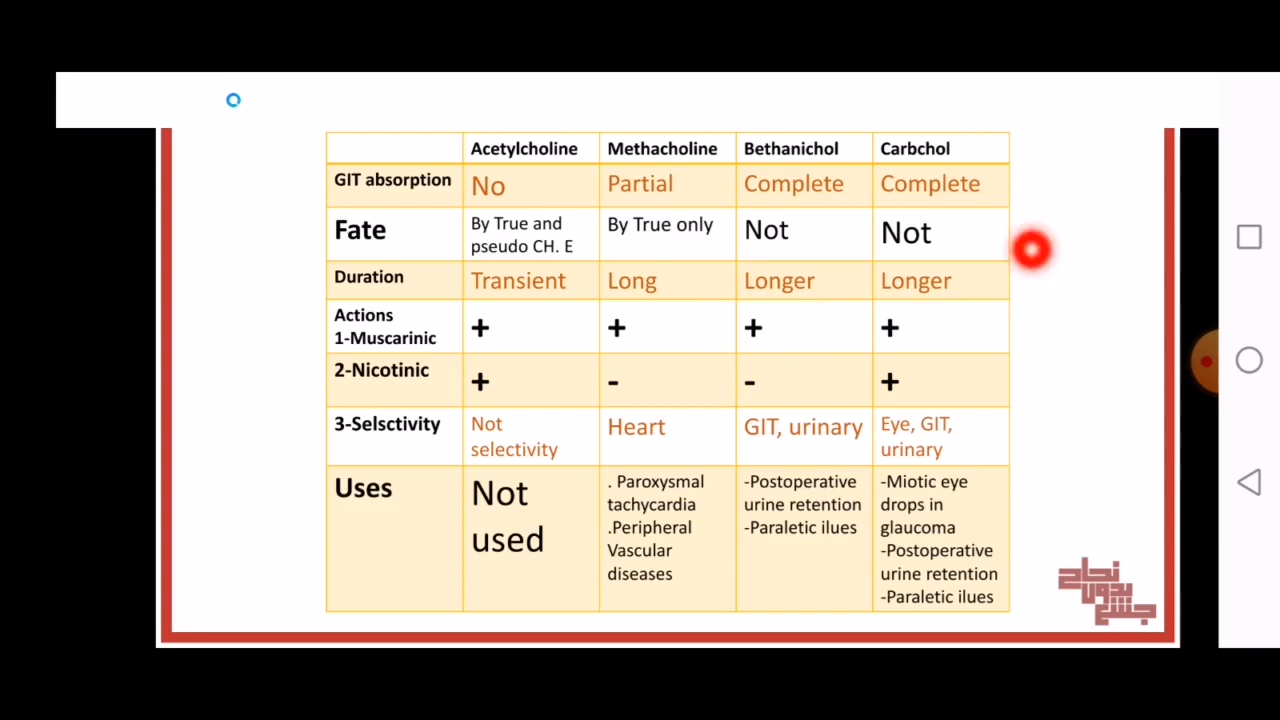 Acetylcholine Methacholine Bethanichol Carbchol
GIT absorption No Partial Complete Complete
Fate By True and pseudo CH. E By True only Not Not
Duration Transient Long Longer Longer
Actions
1-Muscarinic + + + +
2-Nicotinic + - - +
3-Selsctivity Not selectivity Heart GIT, urinary Eye, GIT, urinary
Uses
Not
used
. Paroxysmal
tachycardia
.Peripheral
Vascular
diseases
-Postoperative
urine retention
-Paraletic ilues
-Miotic eye
drops in
glaucoma
-Postoperative
urine retention
-Paraletic ilues
نجاح
بدون